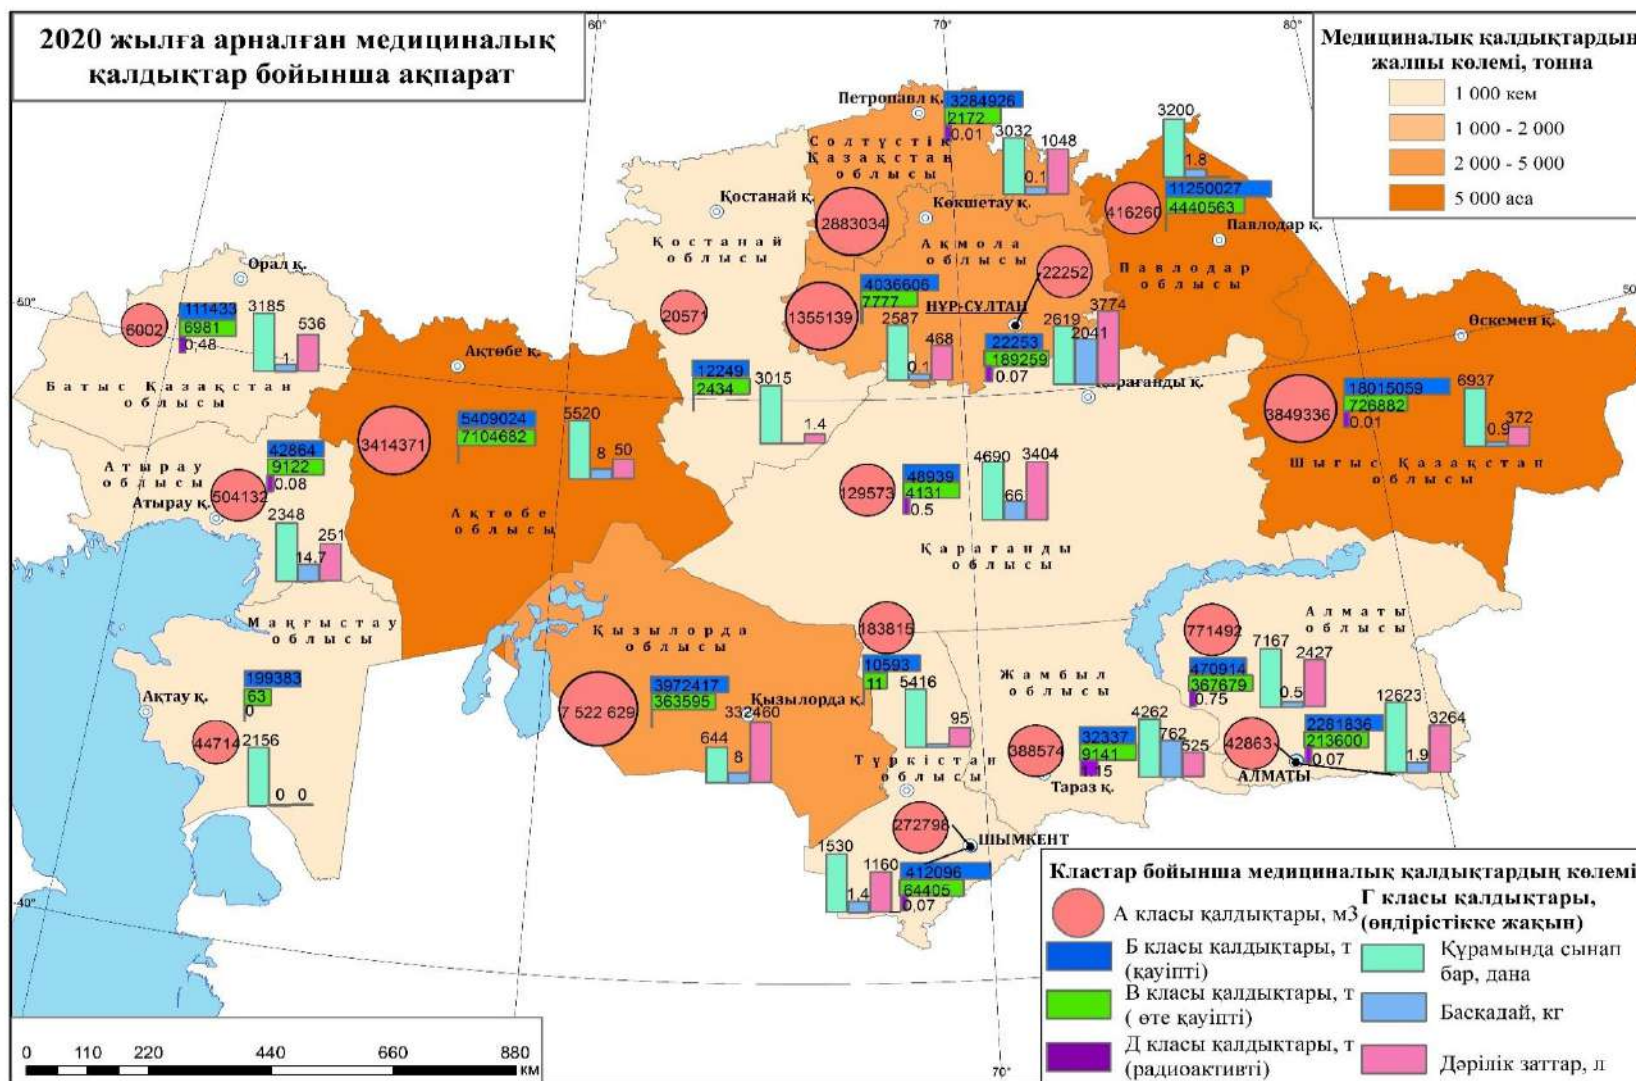 2020 жылға арналған медициналық
қалдықтар бойынша ақпарат
60°
70°
80°
Медициналық қалдықтардың
жалпы көлемі, тонна
1 000 кем
1 000 - 2 000
2 000 - 5 000
5 000 аса
Петропавл қ.
3284926
2172
0.01
3032
0.1
1048
Солтүстік
Қазақстан
облысы
2883034
3200
1.8
11250027
4440563
416260
Павлодар қ.
Павлодар
облысы
Қостанай қ.
Қостанай
облысы
20571
12249
2434
3015
1.4
Көкшетау қ.
Ақмола
облысы
22252
1355139
4036606
7777
2587
0.1
468
НҰР-СҰЛТАН
22253
189259
0.07
2619
2041
3774
Қарағанды қ.
50°
50°
Орал қ.
6002
111433
6981
0,48
3185
1
536
Батыс Қазақстан
облысы
Ақтөбе қ.
3414371
5409024
7104682
5520
8
50
Ақтөбе
облысы
Өскемен қ.
3849336
18015059
726882
0.01
6937
0.9
372
Шығыс Қазақстан
облысы
42864
9122
0.08
Атырау
облысы
504132
Атырау қ.
2348
14.7
251
129573
48939
4131
0.5
4690
66
3404
Қарағанды
облысы
Маңғыстау
облысы
199383
63
0
Ақтау қ.
44714
2156
0
0
Қызылорда
облысы
7 522 629
3972417
363595
Қызылорда қ.
644
8
332460
183815
10593
11
5416
95
Түркістан
облысы
Жамбыл
облысы
388574
32337
9141
1.15
4262
762
525
Тараз қ.
Алматы
облысы
771492
470914
367679
0.75
7167
0.5
2427
42863
2281836
213600
0.07
АЛМАТЫ
12623
1,9
3264
272798
ШЫМКЕНТ
1530
1,4
1160
412096
64405
0,07
40°
70°
Кластар бойынша медициналық қалдықтардың көлемі
А класы қалдықтары, м3
Б класы қалдықтары, т
(қауіпті)
В класы қалдықтары, т
( өте қауіпті)
Д класы қалдықтары, т
(радиоактивті)
Г класы қалдықтары,
(өндірістікке жақын)
Құрамында сынап
бар, дана
Басқадай, кг
Дәрілік заттар, л
0 110 220 440 660 880
КМ